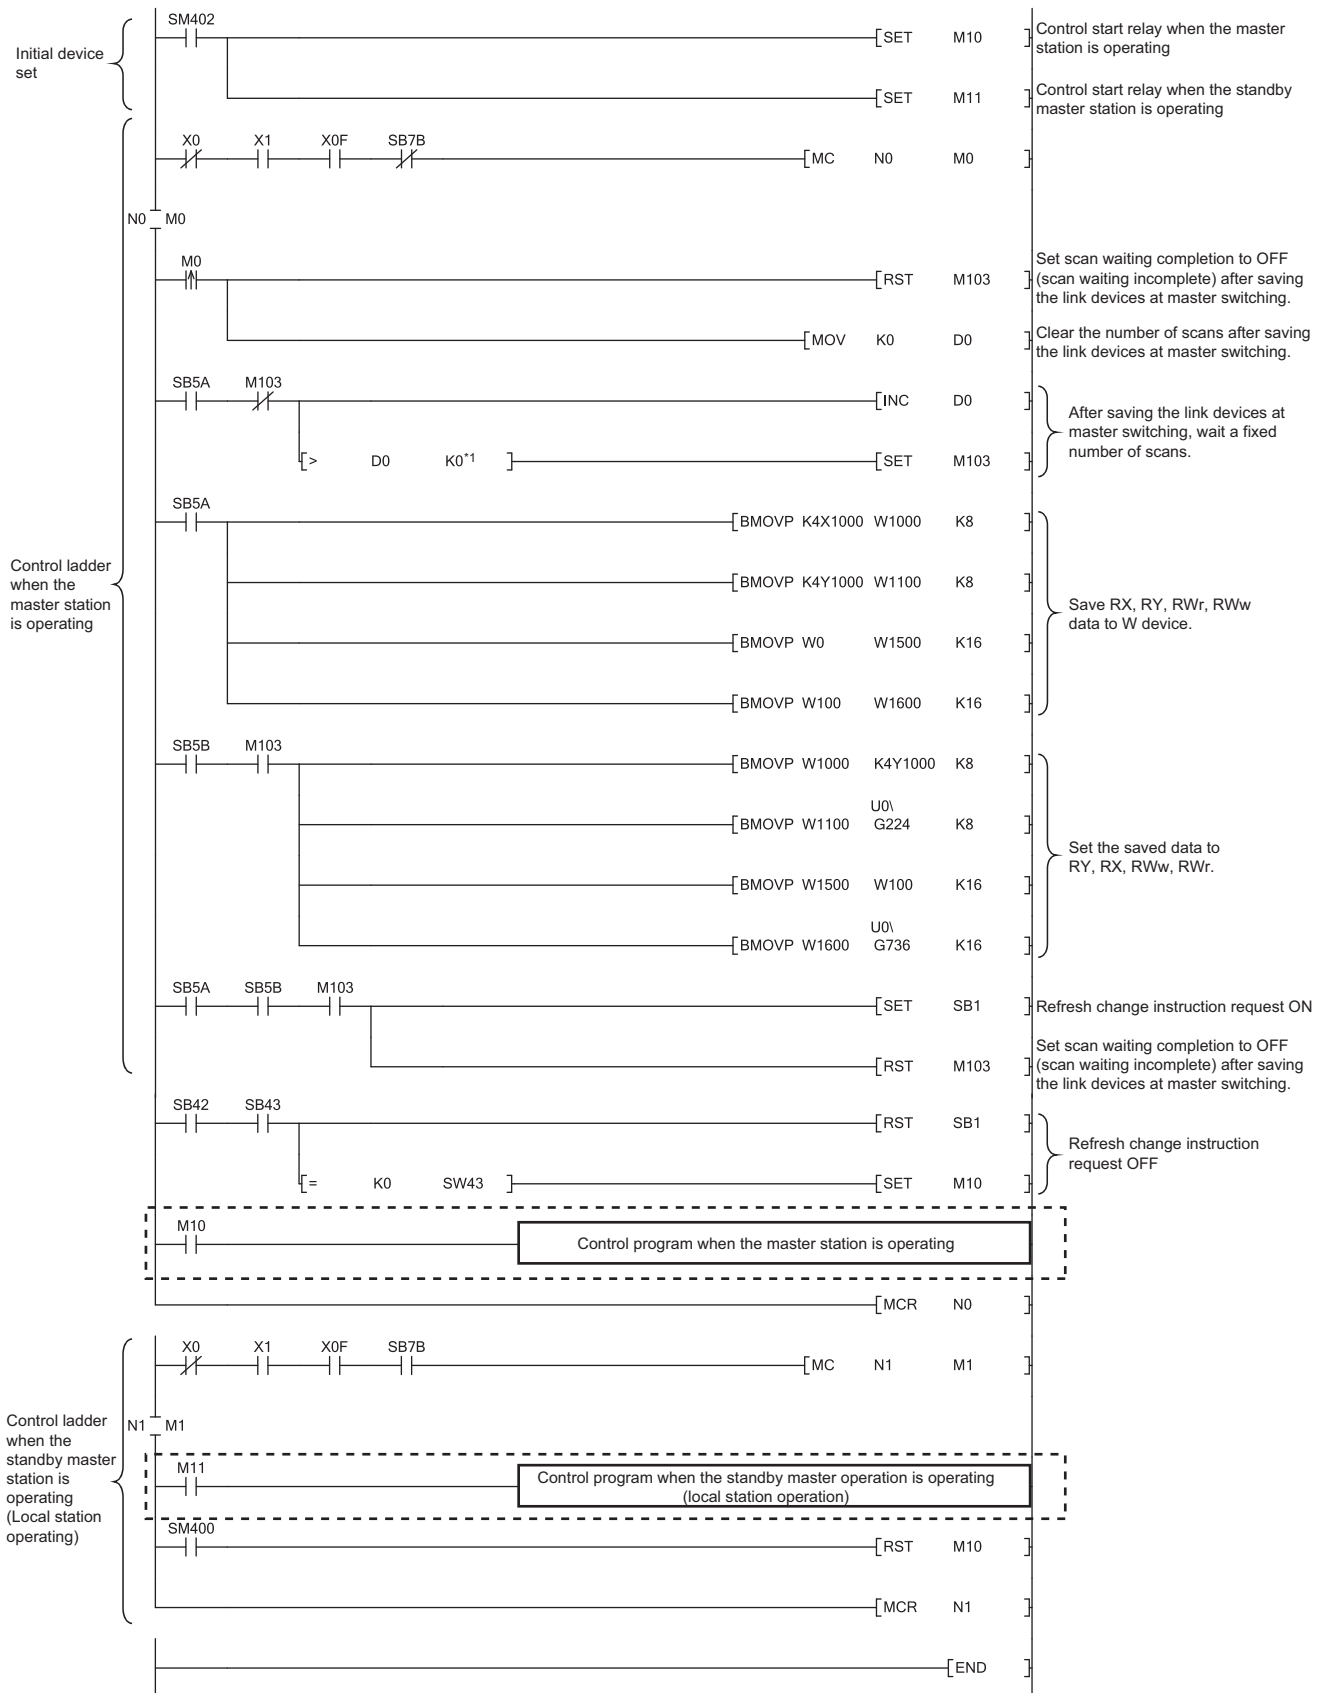 SM402
SET M10
Control start relay when the master
station is operating
Initial device
set
SET M11
Control start relay when the standby
master station is operating
X0 X1 X0F SB7B
MC N0 M0
N0 M0
M0
RST M103
Set scan waiting completion to OFF
(scan waiting incomplete) after saving
the link devices at master switching.
MOV K0 D0
Clear the number of scans after saving
the link devices at master switching.
SB5A M103
INC D0
> D0 K0*1
SET M103
After saving the link devices at
master switching, wait a fixed
number of scans.
SB5A
BMOVP K4X1000 W1000 K8
Control ladder
when the
master station
is operating
BMOVP K4Y1000 W1100 K8
BMOVP W0 W1500 K16
BMOVP W100 W1600 K16
Save RX, RY, RWr, RWw
data to W device.
SB5B M103
BMOVP W1000 K4Y1000 K8
U0\
BMOVP W1100 G224 K8
BMOVP W1500 W100 K16
U0\
BMOVP W1600 G736 K16
Set the saved data to
RY, RX, RWw, RWr.
SB5A SB5B M103
SET SB1
Refresh change instruction request ON
RST M103
Set scan waiting completion to OFF
(scan waiting incomplete) after saving
the link devices at master switching.
SB42 SB43
RST SB1
= K0 SW43
SET M10
Refresh change instruction
request OFF
M10
Control program when the master station is operating
MCR N0
X0 X1 X0F SB7B
MC N1 M1
Control ladder
when the
standby master
station is
operating
(Local station
operating)
N1 M1
M11
Control program when the standby master operation is operating
(local station operation)
SM400
RST M10
MCR N1
END